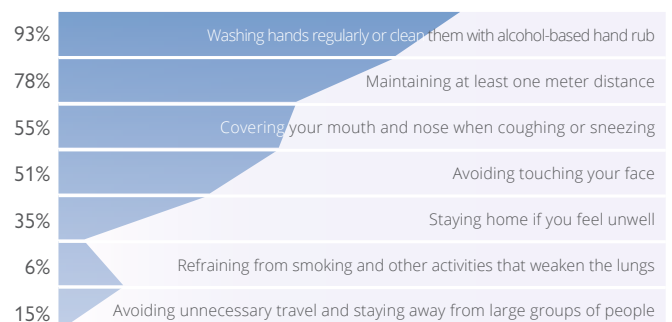 93% Washing hands regularly or clean them with alcohol-based hand rub
78% Maintaining at least one meter distance
55% Covering your mouth and nose when coughing or sneezing
51% Avoiding touching your face
35% Staying home if you feel unwell
6% Refraining from smoking and other activities that weaken the lungs
15% Avoiding unnecessary travel and staying away from large groups of people